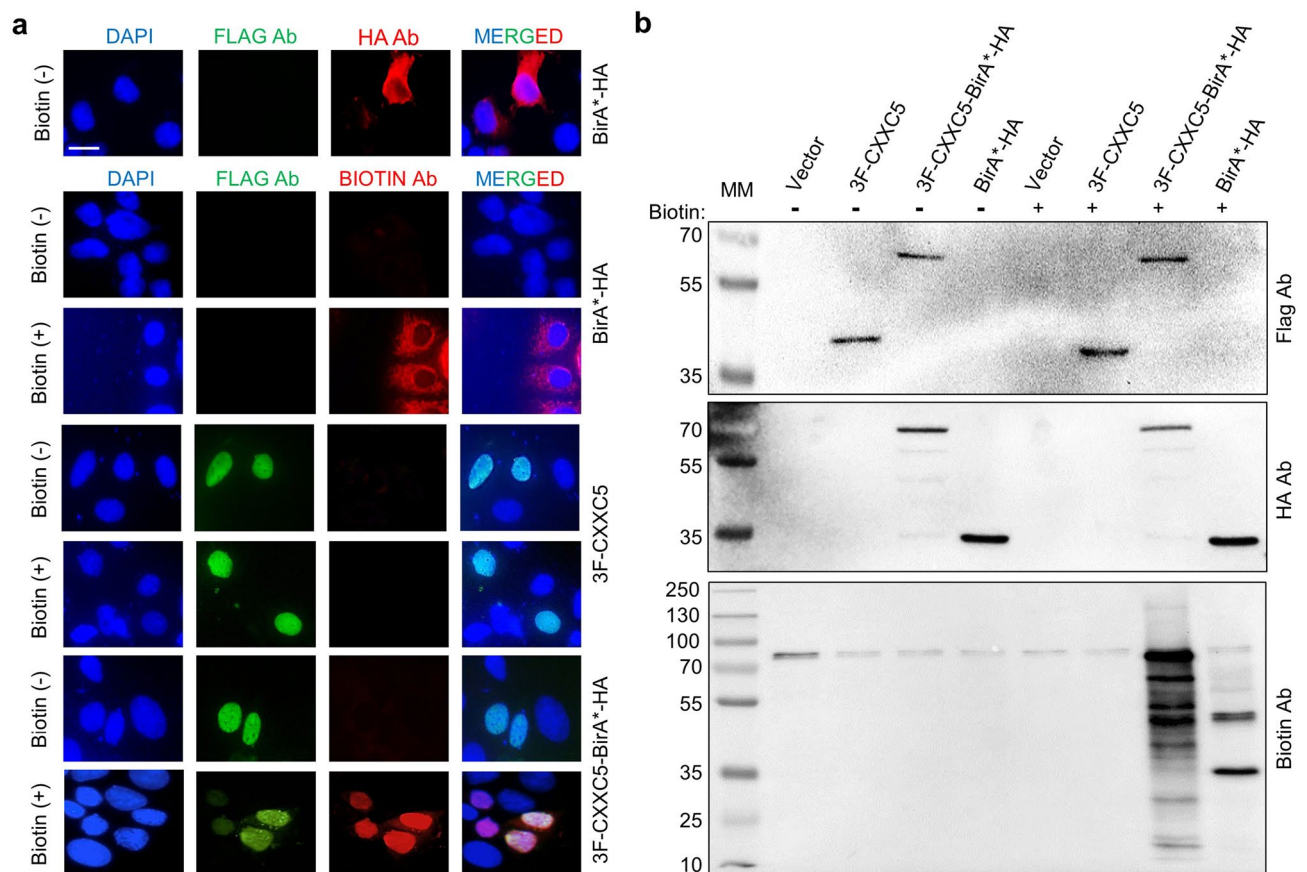 a
DAPI FLAG Ab HA Ab MERGED
Biotin (-)
BirA*-HA
DAPI FLAG Ab BIOTIN Ab MERGED
Biotin (-)
Biotin (+)
BirA*-HA
Biotin (-)
Biotin (+)
3F-CXXC5
Biotin (-)
Biotin (+)
3F-CXXC5-BirA*-HA
b
MM Vector 3F-CXXC5 3F-CXXC5-BirA*-HA BirA*-HA Vector 3F-CXXC5 3F-CXXC5-BirA*-HA BirA*-HA
Biotin: - - - - + + + +
70
55
35
Flag Ab
70
55
35
HA Ab
250
130
100
70
55
35
25
10
Biotin Ab